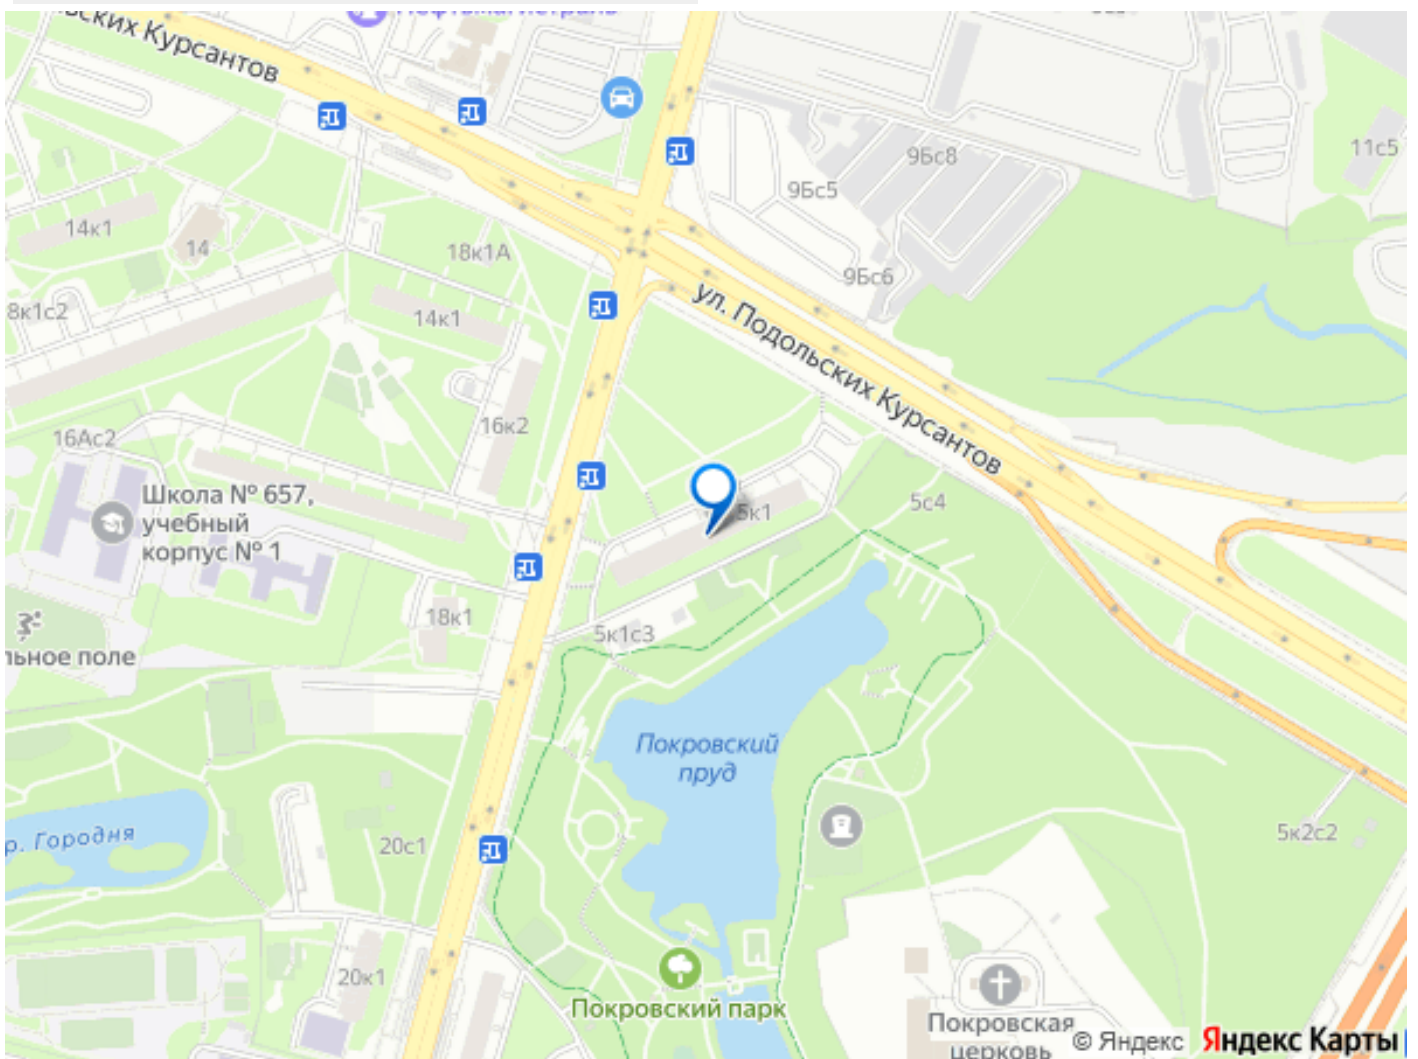 ских Курсантов
11с5
9Бс8
9Бс5
14к1
14
18к1А
9Бс6
8к1с2
14к1
ул. Подольских Курсантов
16к2
16Ас2
Школа № 657,
учебный
корпус № 1
5к1
5с4
18к1
5к1с3
льное поле
Покровский
пруд
р. Городня
20с1
5к2с2
20к1
Покровский парк
Покровская
церковь
© Яндекс
Яндекс Карты